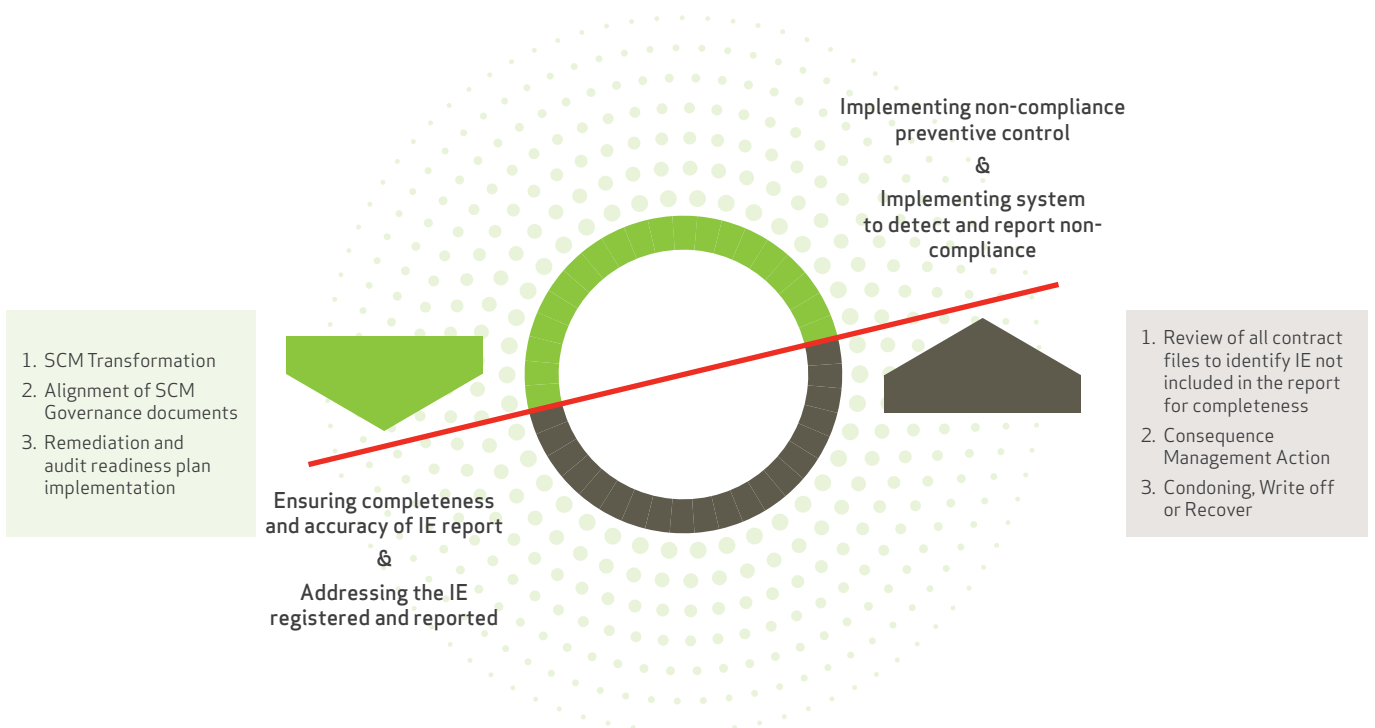 Implementing non-compliance
preventive control
&
Implementing system
to detect and report non-
compliance
1. SCM Transformation
2. Alignment of SCM
Governance documents
3. Remediation and
audit readiness plan
implementation
Ensuring completeness
and accuracy of IE report
&
Addressing the IE
registered and reported
1. Review of all contract
files to identify IE not
included in the report
for completeness
2. Consequence
Management Action
3. Condoning, Write off
or Recover